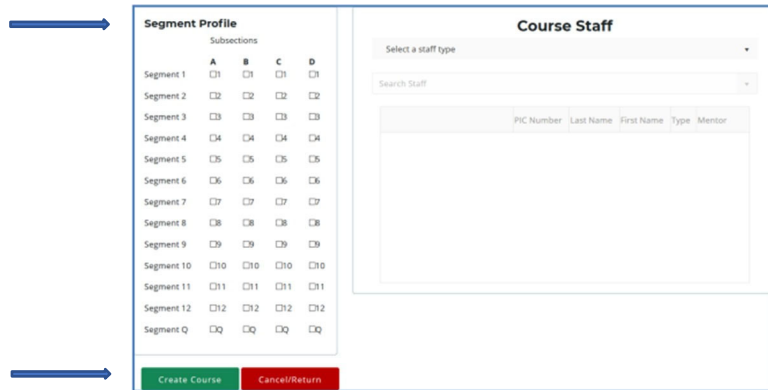 Segment Profile
Subsections
A B C D
Segment 1 1 1 1 1
Segment 2 2 2 2 2
Segment 3 3 3 3 3
Segment 4 4 4 4 4
Segment 5 5 5 5 5
Segment 6 6 6 6 6
Segment 7 7 7 7 7
Segment 8 8 8 8 8
Segment 9 9 9 9 9
Segment 10 10 10 10 10
Segment 11 11 11 11 11
Segment 12 12 12 12 12
Segment Q Q Q Q Q
Create Course Cancel/Return
Course Staff
Select a staff type
Search Staff
PIC Number Last Name First Name Type Mentor